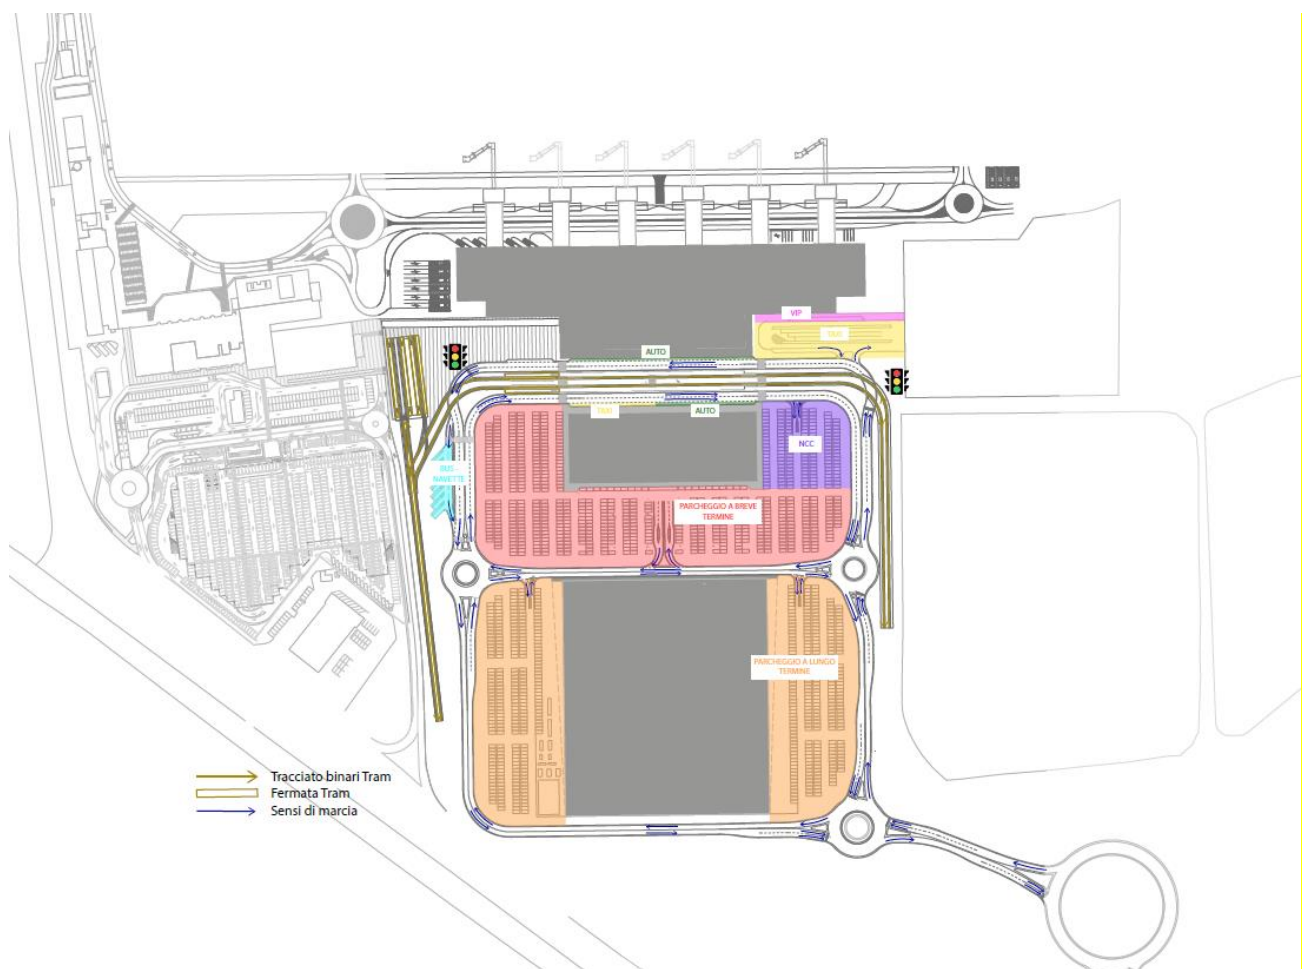 VIP
TAXI
AUTO
TAXI
AUTO
NCC
BUS -
NAVETTE
PARCHEGGIO A BREVE
TERMINE
PARCHEGGIO A LUNGO
TERMINE
Tracciato binari Tram
Fermata Tram
Sensi di marcia